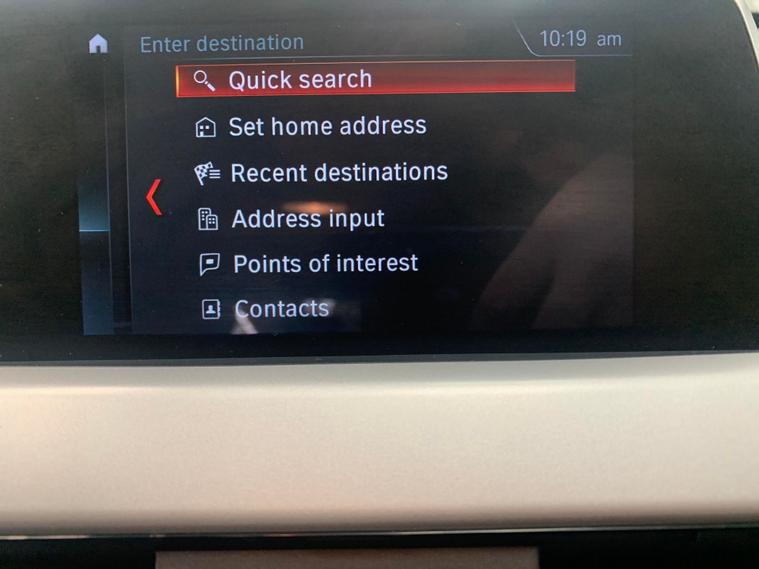 Enter destination
10:19 am
Quick search
Set home address
Recent destinations
Address input
Points of interest
Contacts